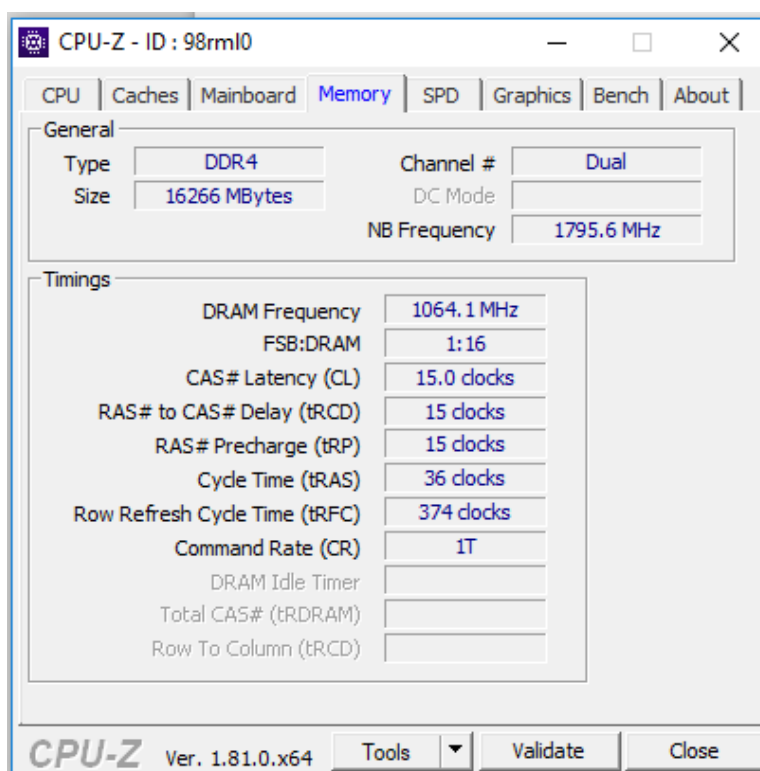 CPU-Z - ID : 98rml0
CPU Caches Mainboard Memory SPD Graphics Bench About
General
Type DDR4 Channel # Dual
Size 16266 MBytes DC Mode
NB Frequency 1795.6 MHz
Timings
DRAM Frequency 1064.1 MHz
FSB:DRAM 1:16
CAS# Latency (CL) 15.0 clocks
RAS# to CAS# Delay (tRCD) 15 clocks
RAS# Precharge (tRP) 15 clocks
Cycle Time (tRAS) 36 clocks
Row Refresh Cycle Time (tRFC) 374 clocks
Command Rate (CR) 1T
DRAM Idle Timer
Total CAS# (tRDRAM)
Row To Column (tRCD)
CPU-Z Ver. 1.81.0.x64 Tools Validate Close